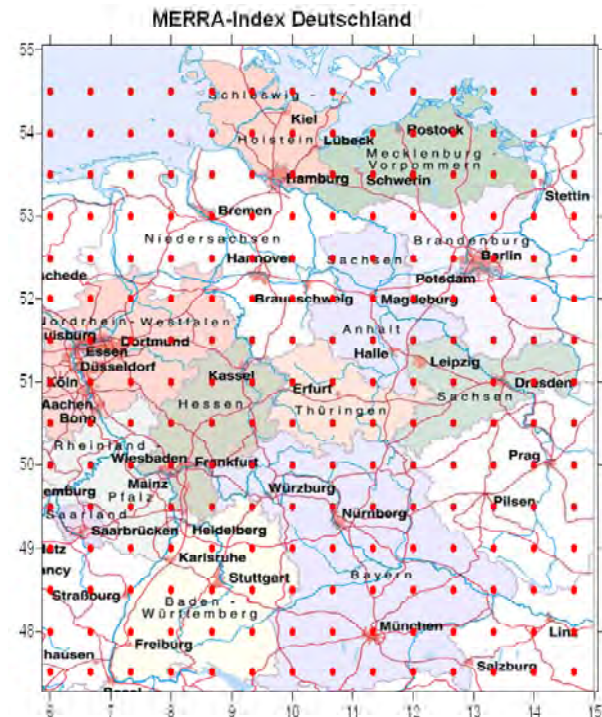 MERRA-Index Deutschland
55
Schleswig -
Kiel
54
Holstein
Lübeck
Rostock
Mecklenburg -
Vorpommern
Hamburg
Schwerin
Stettin
53
Bremen
Niedersachsen
Brandenburg
Hannover
Sachsen
Berlin
schede
Potsdam
52
Braunschweig
Magdeburg
Nordrhein-Westfalen
Anhalt
uisburg
Dortmund
Essen
Halle
Leipzig
Düsseldorf
Kassel
51
Köln
Erfurt
Dresden
Sachsen
Aachen
Hessen
Thüringen
Bonn
Rheinland -
Wiesbaden
Frankfurt
Prag
50
Mainz
Würzburg
emburg
Pfalz
Pilsen
Saarland
Nürnberg
Saarbrücken
Heidelberg
49
etz
Karlsruhe
ancy
Stuttgart
Bayern
Straßburg
Baden -
Württemberg
48
München
Linz
Freiburg
hausen
Salzburg
6 7 8 9 10 11 12 13 14 15